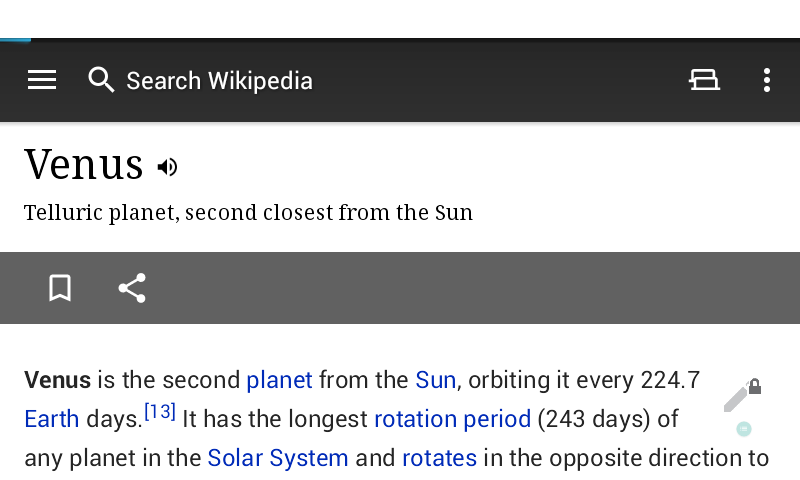 Search Wikipedia
Venus
Telluric planet, second closest from the Sun
Venus is the second planet from the Sun, orbiting it every 224.7
Earth days.[13] It has the longest rotation period (243 days) of
any planet in the Solar System and rotates in the opposite direction to